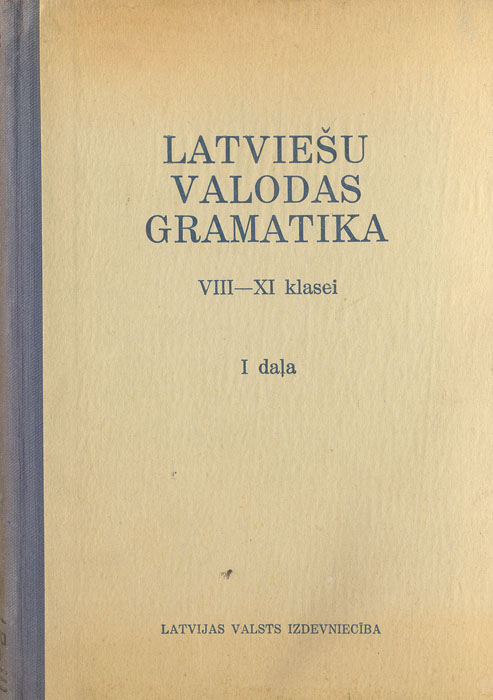 LATVIEŠU
VALODAS
GRAMATIKA
VIII—XI klasei
I daļa
LATVIJAS VALSTS IZDEVNIECĪBA